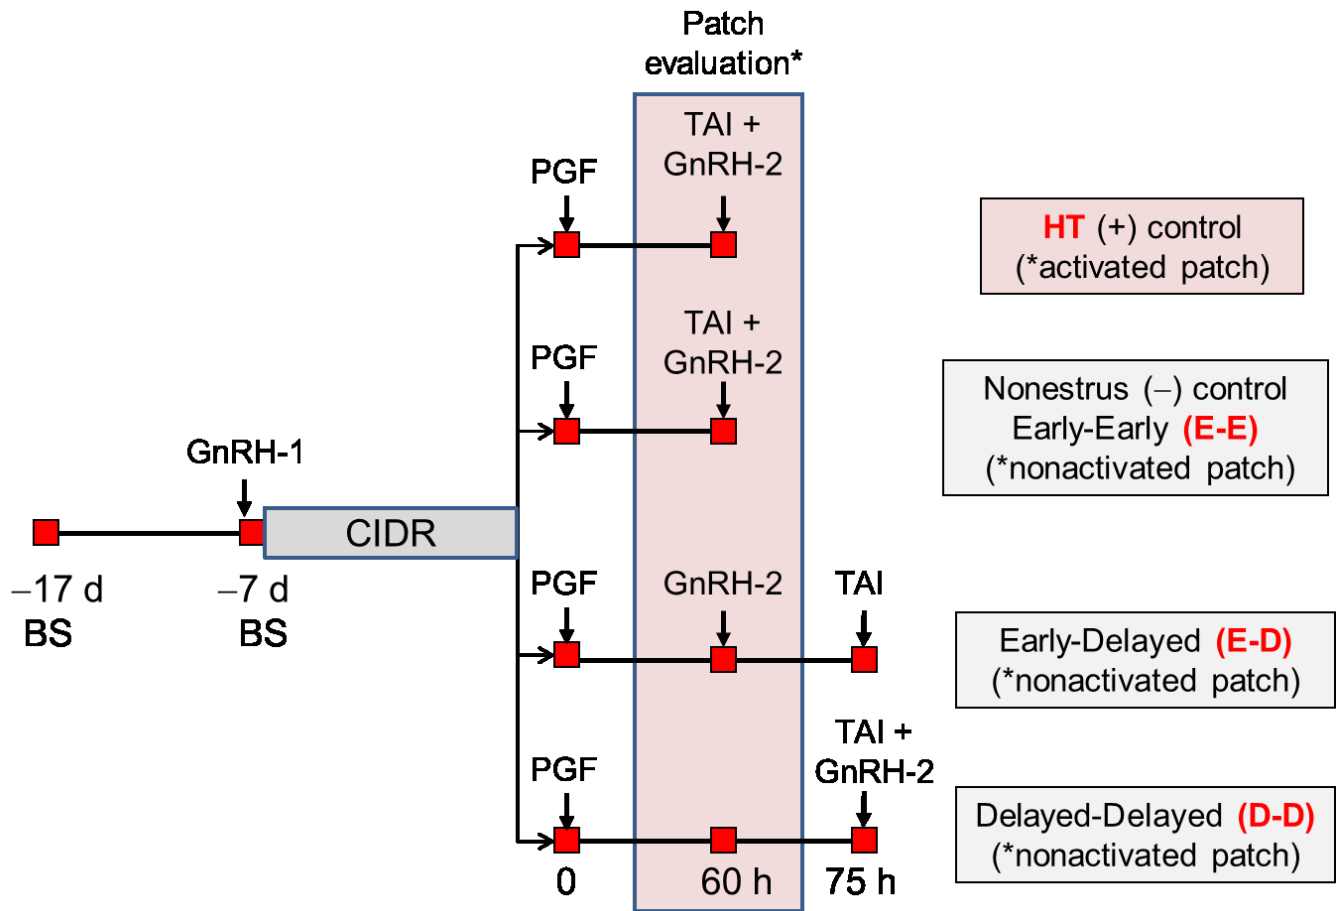 Patch
evaluation*
TAI +
GnRH-2
PGF
HT (+) control
(*activated patch)
TAI +
GnRH-2
PGF
Nonestrus (–) control
Early-Early (E-E)
(*nonactivated patch)
GnRH-1
CIDR
–17 d
BS
–7 d
BS
PGF
GnRH-2
TAI
Early-Delayed (E-D)
(*nonactivated patch)
TAI +
GnRH-2
PGF
Delayed-Delayed (D-D)
(*nonactivated patch)
0
60 h
75 h